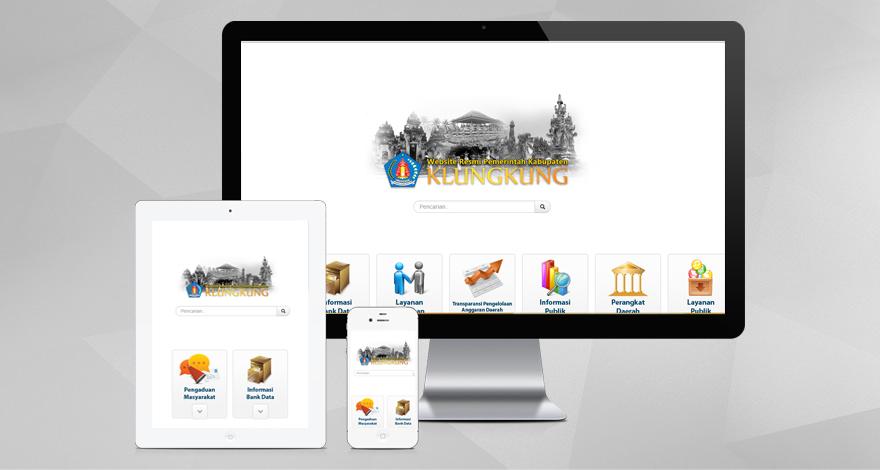 Website Resmi Pemerintah Kabupaten
KLUNGKUNG
Pencarian
Informasi
Bank Data
Layanan
Transparansi Pengelolaan
Anggaran Daerah
Informasi
Publik
Perangkat
Daerah
Layanan
Publik
KLUNGKUNG
Pencarian
Pengaduan
Masyarakat
Informasi
Bank Data
KLUNGKUNG
Pengaduan
Masyarakat
Informasi
Bank Data